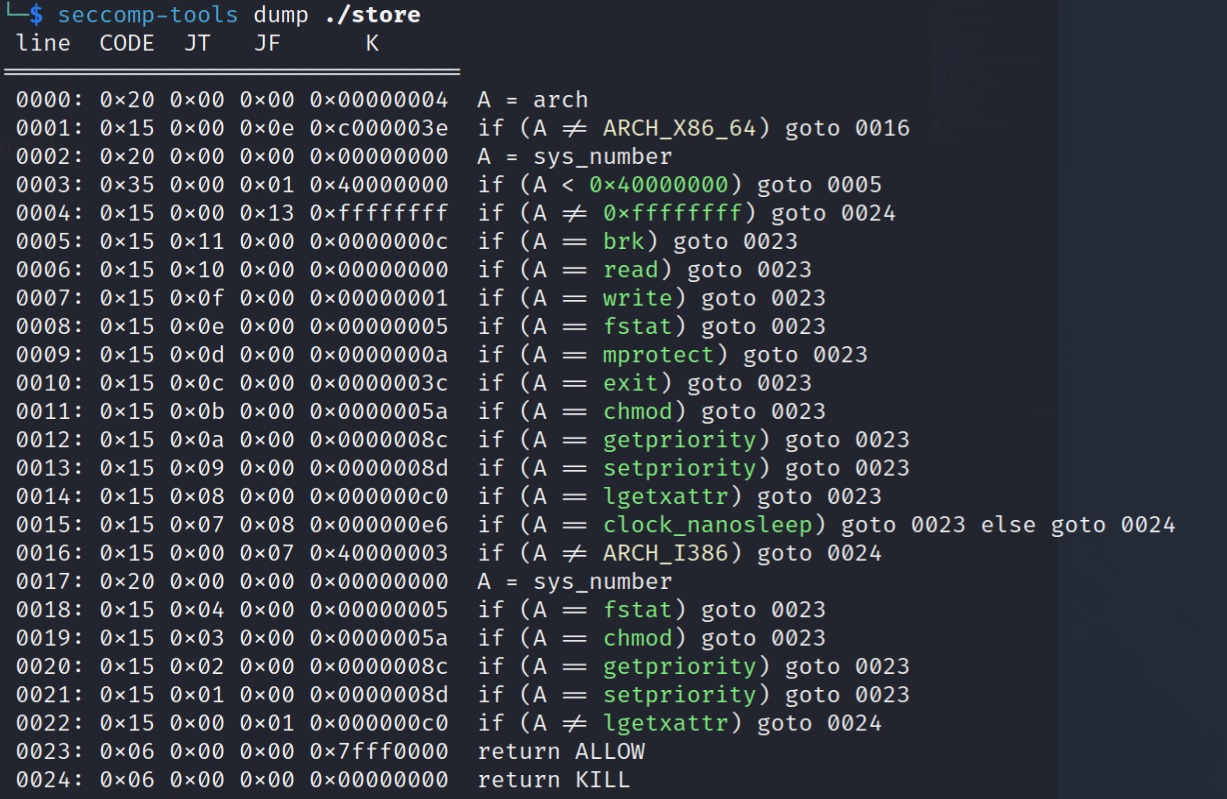 └─$ seccomp-tools dump ./store
line CODE JT JF K
0000: 0×20 0×00 0×00 0×00000004 A = arch
0001: 0×15 0×00 0×0e 0×c000003e if (A ≠ ARCH_X86_64) goto 0016
0002: 0×20 0×00 0×00 0×00000000 A = sys_number
0003: 0×35 0×00 0×01 0×40000000 if (A < 0×40000000) goto 0005
0004: 0×15 0×00 0×13 0×ffffffff if (A ≠ 0×ffffffff) goto 0024
0005: 0×15 0×11 0×00 0×0000000c if (A == brk) goto 0023
0006: 0×15 0×10 0×00 0×00000000 if (A == read) goto 0023
0007: 0×15 0×0f 0×00 0×00000001 if (A == write) goto 0023
0008: 0×15 0×0e 0×00 0×00000005 if (A == fstat) goto 0023
0009: 0×15 0×0d 0×00 0×0000000a if (A == mprotect) goto 0023
0010: 0×15 0×0c 0×00 0×0000003c if (A == exit) goto 0023
0011: 0×15 0×0b 0×00 0×0000005a if (A == chmod) goto 0023
0012: 0×15 0×0a 0×00 0×0000008c if (A == getpriority) goto 0023
0013: 0×15 0×09 0×00 0×0000008d if (A == setpriority) goto 0023
0014: 0×15 0×08 0×00 0×000000c0 if (A == lgetxattr) goto 0023
0015: 0×15 0×07 0×08 0×000000e6 if (A == clock_nanosleep) goto 0023 else goto 0024
0016: 0×15 0×00 0×07 0×40000003 if (A ≠ ARCH_I386) goto 0024
0017: 0×20 0×00 0×00 0×00000000 A = sys_number
0018: 0×15 0×04 0×00 0×00000005 if (A == fstat) goto 0023
0019: 0×15 0×03 0×00 0×0000005a if (A == chmod) goto 0023
0020: 0×15 0×02 0×00 0×0000008c if (A == getpriority) goto 0023
0021: 0×15 0×01 0×00 0×0000008d if (A == setpriority) goto 0023
0022: 0×15 0×00 0×01 0×000000c0 if (A ≠ lgetxattr) goto 0024
0023: 0×06 0×00 0×00 0×7fff0000 return ALLOW
0024: 0×06 0×00 0×00 0×00000000 return KILL